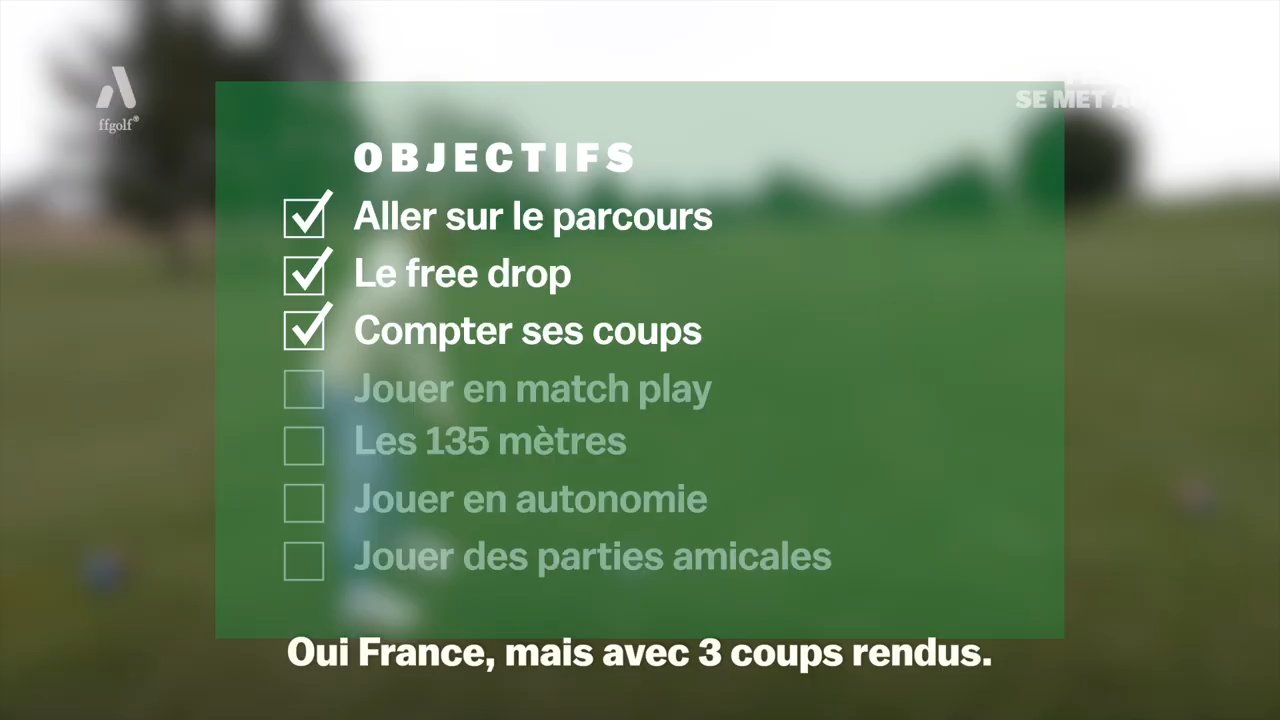 ffgolf®
SE MET AU
OBJECTIFS
Aller sur le parcours
Le free drop
Compter ses coups
Jouer en match play
Les 135 mètres
Jouer en autonomie
Jouer des parties amicales
Oui France, mais avec 3 coups rendus.